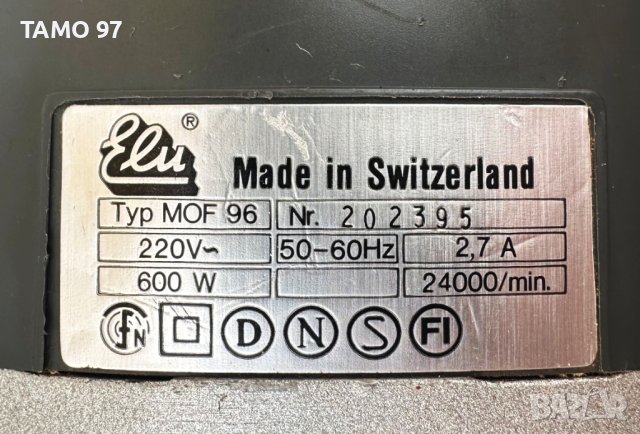 TAMO 97
Elu ®
Made in Switzerland
Typ MOF 96 Nr. 202395
220V~ 50-60Hz 2,7 A
600 W 24000/min.
D N S FI
BAZAR